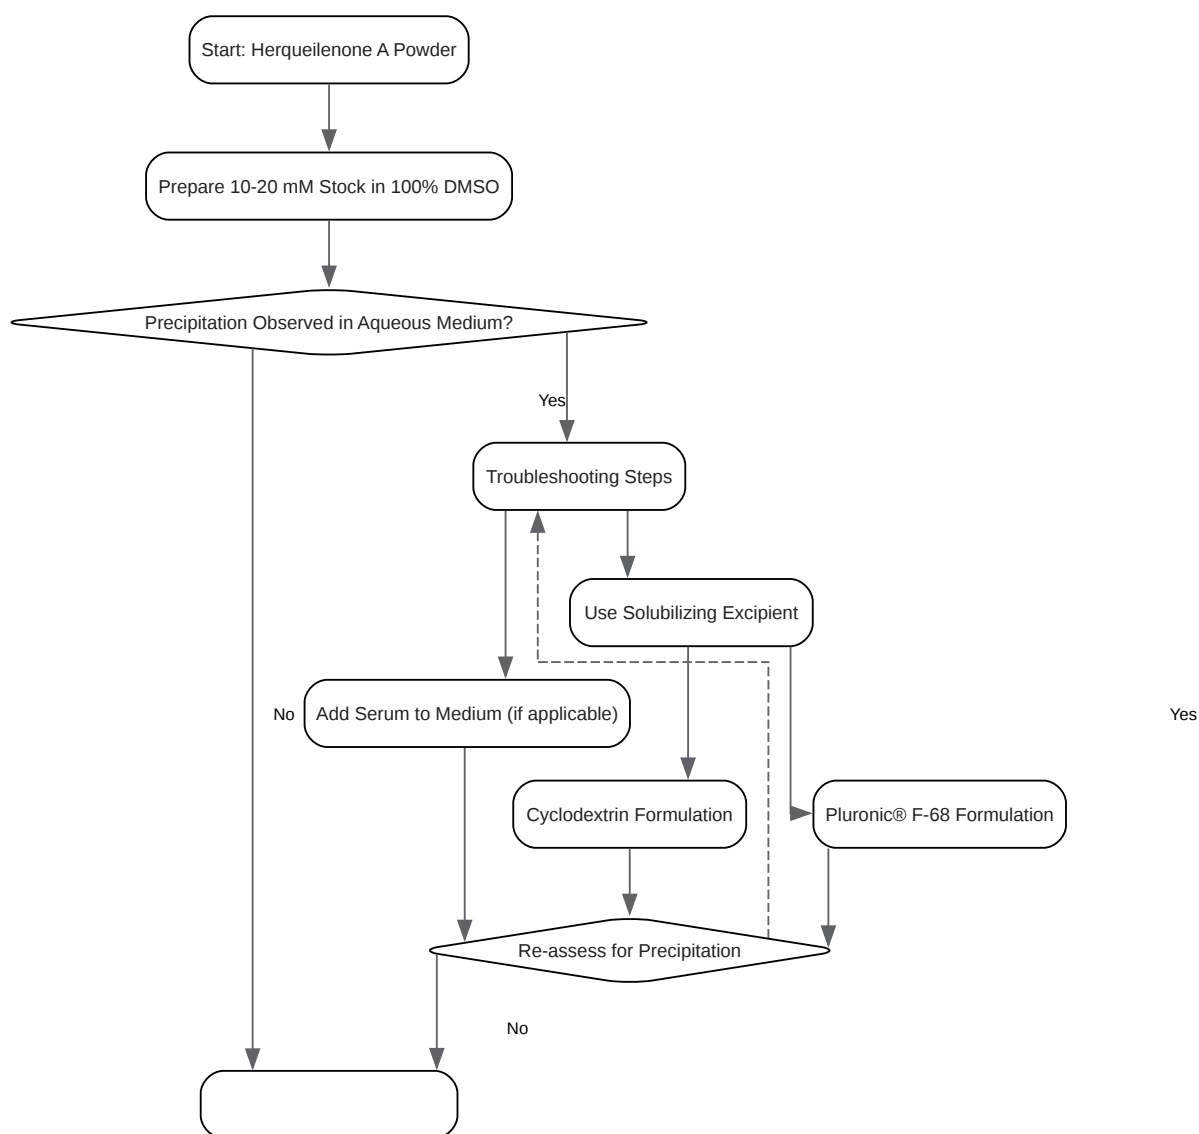 Start: Herqueilenone A Powder
Prepare 10-20 mM Stock in 100% DMSO
Precipitation Observed in Aqueous Medium?
Yes
Troubleshooting Steps
Use Solubilizing Excipient
No
Add Serum to Medium (if applicable)
Yes
Cyclodextrin Formulation
Pluronic® F-68 Formulation
Re-assess for Precipitation
No